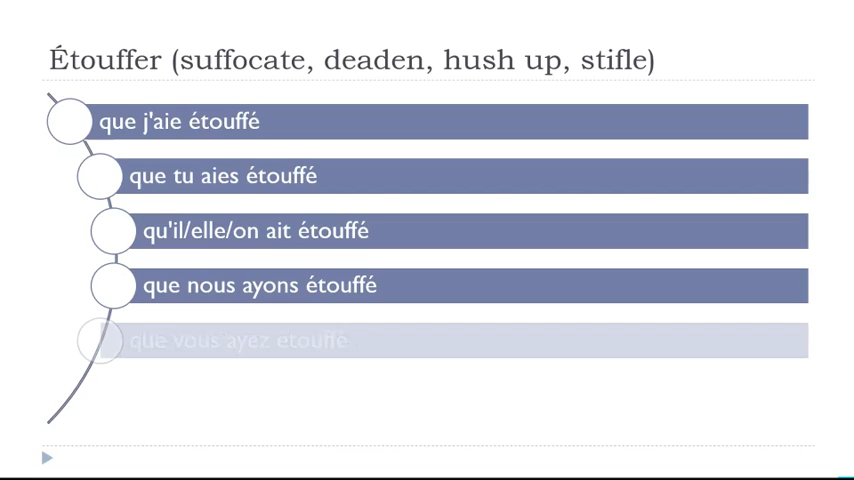 Étouffer (suffocate, deaden, hush up, stifle)
que j'aie étouffé
que tu aies étouffé
qu'il/elle/on ait étouffé
que nous ayons étouffé
que vous ayez étouffé